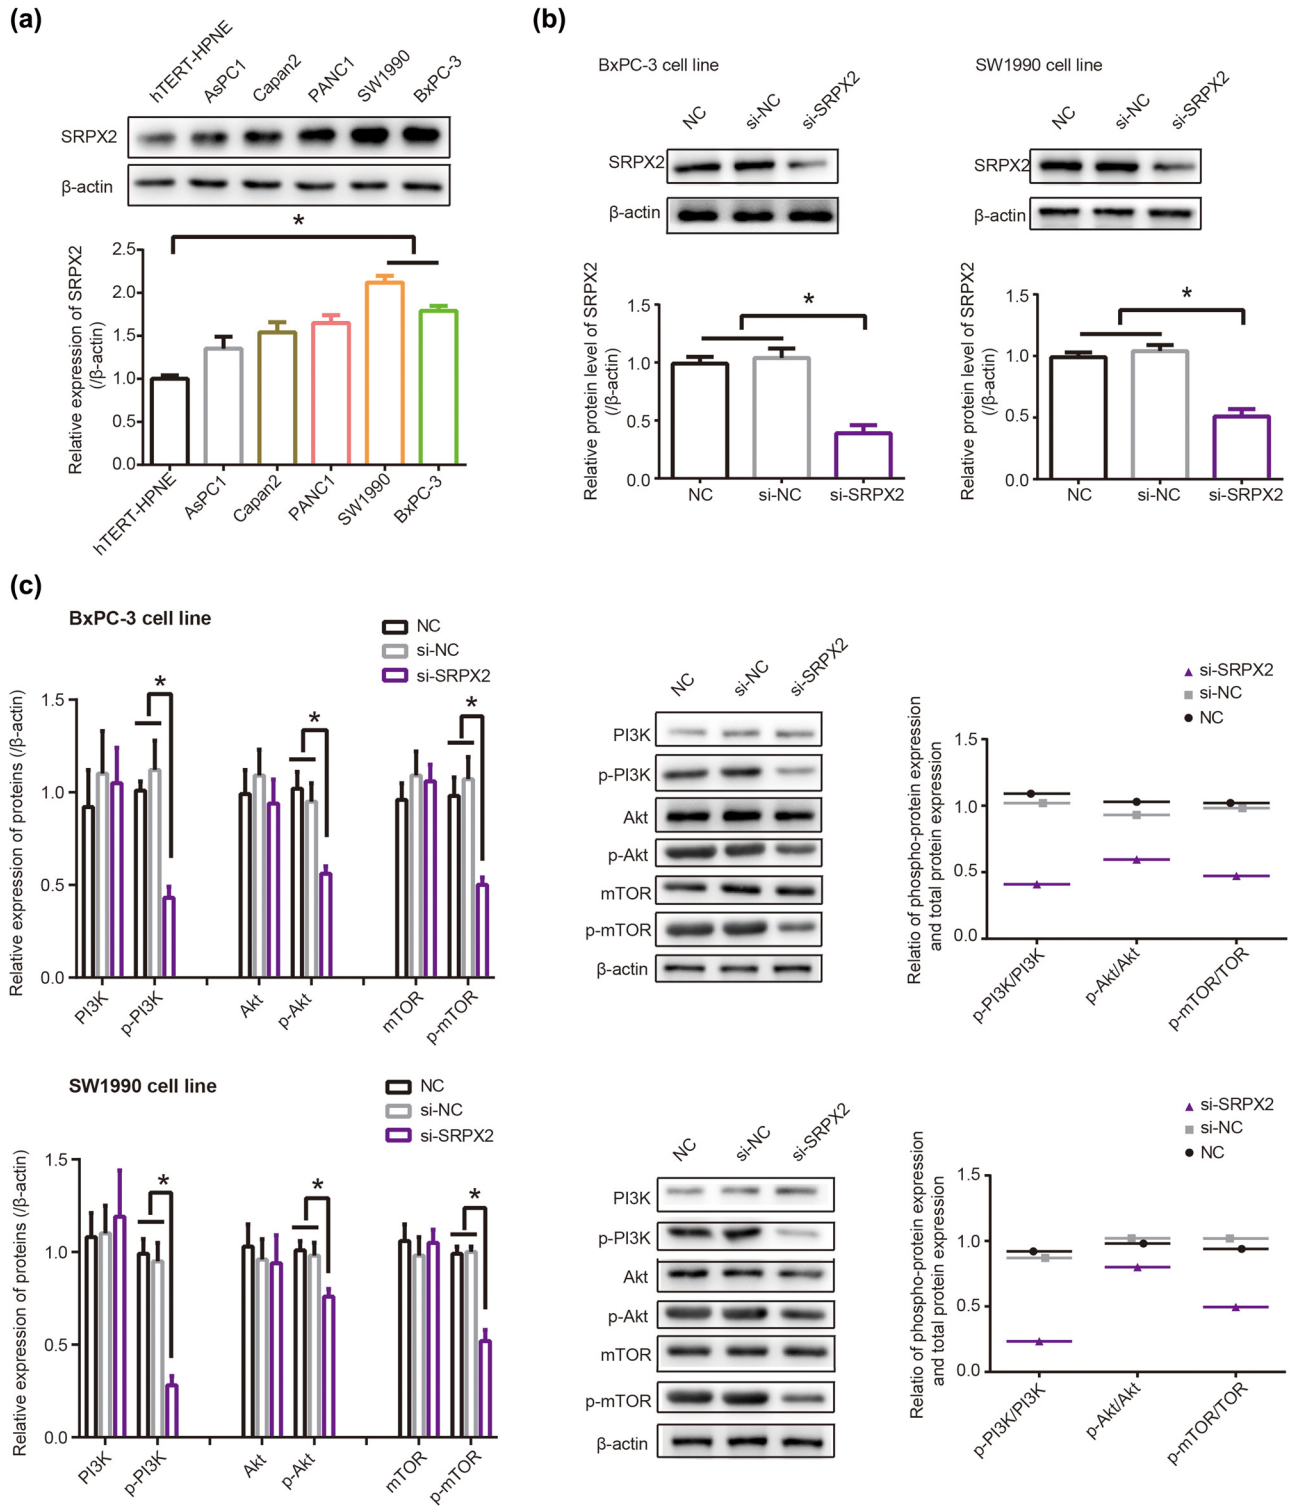 (a)
hTERT-HPNE AsPC1 Capan2 PANC1 SW1990 BxPC-3
SRPX2
β-actin
*
Relative expression of SRPX2
(/β-actin)
2.5
2.0
1.5
1.0
0.5
0.0
hTERT-HPNE AsPC1 Capan2 PANC1 SW1990 BxPC-3
(b)
BxPC-3 cell line
NC si-NC si-SRPX2
SRPX2
β-actin
*
Relative protein level of SRPX2
(/β-actin)
1.5
1.0
0.5
0.0
NC si-NC si-SRPX2
SW1990 cell line
NC si-NC si-SRPX2
SRPX2
β-actin
*
Relative protein level of SRPX2
(/β-actin)
1.5
1.0
0.5
0.0
NC si-NC si-SRPX2
(c)
BxPC-3 cell line
NC
si-NC
si-SRPX2
Relative expression of proteins (/β-actin)
1.5
1.0
0.5
0.0
* * *
PI3K p-PI3K Akt p-Akt mTOR p-mTOR
NC si-NC si-SRPX2
PI3K
p-PI3K
Akt
p-Akt
mTOR
p-mTOR
β-actin
si-SRPX2
si-NC
NC
Relatio of phospho-protein expression
and total protein expression
1.5
1.0
0.5
0.0
p-PI3K/PI3K p-Akt/Akt p-mTOR/TOR
SW1990 cell line
NC
si-NC
si-SRPX2
Relative expression of proteins (/β-actin)
1.5
1.0
0.5
0.0
* * *
PI3K p-PI3K Akt p-Akt mTOR p-mTOR
NC si-NC si-SRPX2
PI3K
p-PI3K
Akt
p-Akt
mTOR
p-mTOR
β-actin
si-SRPX2
si-NC
NC
Relatio of phospho-protein expression
and total protein expression
1.5
1.0
0.5
0.0
p-PI3K/PI3K p-Akt/Akt p-mTOR/TOR